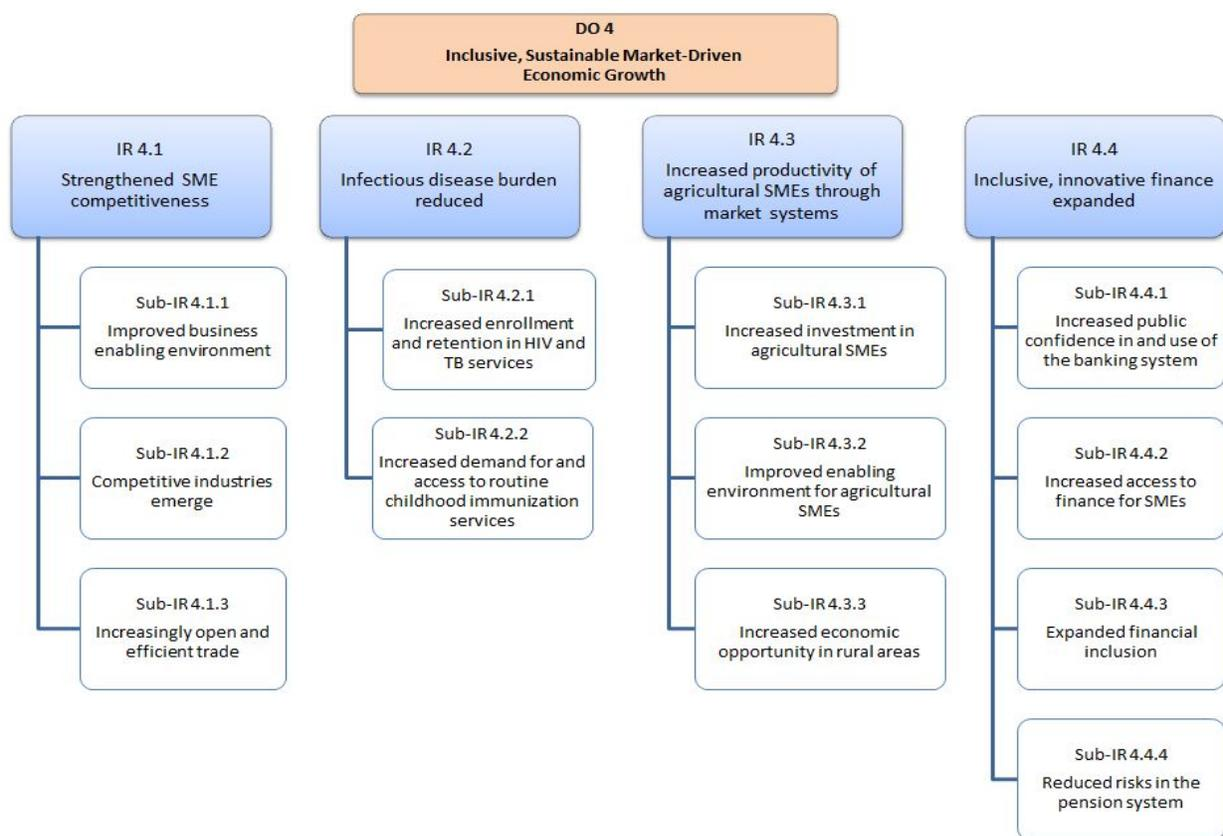 DO 4
Inclusive, Sustainable Market-Driven
Economic Growth
IR 4.1
Strengthened SME
competitiveness
Sub-IR 4.1.1
Improved business
enabling environment
Sub-IR 4.1.2
Competitive industries
emerge
Sub-IR 4.1.3
Increasingly open and
efficient trade
IR 4.2
Infectious disease burden
reduced
Sub-IR 4.2.1
Increased enrollment
and retention in HIV and
TB services
Sub-IR 4.2.2
Increased demand for and
access to routine
childhood immunization
services
IR 4.3
Increased productivity of
agricultural SMEs through
market systems
Sub-IR 4.3.1
Increased investment in
agricultural SMEs
Sub-IR 4.3.2
Improved enabling
environment for agricultural
SMEs
Sub-IR 4.3.3
Increased economic
opportunity in rural areas
IR 4.4
Inclusive, innovative finance
expanded
Sub-IR 4.4.1
Increased public
confidence in and use of
the banking system
Sub-IR 4.4.2
Increased access to
finance for SMEs
Sub-IR 4.4.3
Expanded financial
inclusion
Sub-IR 4.4.4
Reduced risks in the
pension system